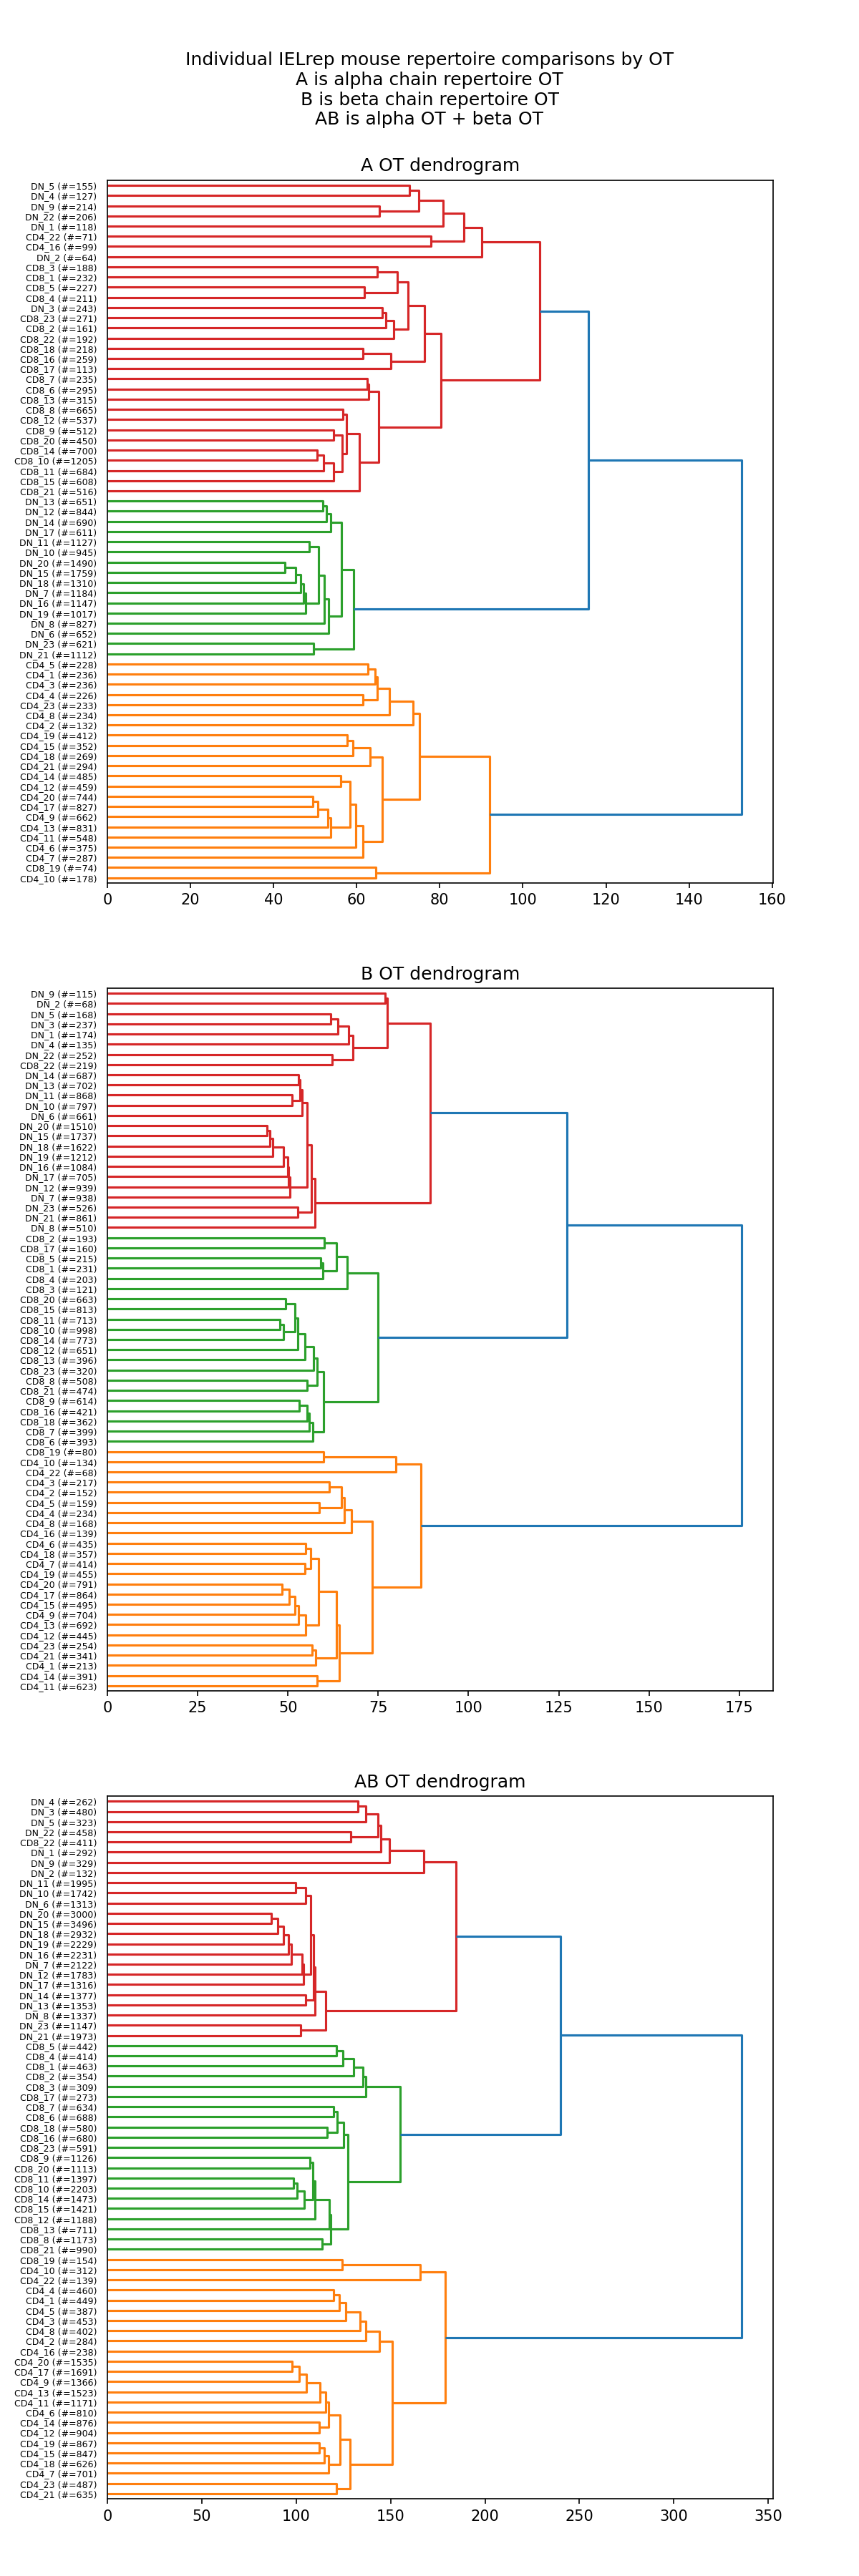 Individual IELrep mouse repertoire comparisons by OT
A is alpha chain repertoire OT
B is beta chain repertoire OT
AB is alpha OT + beta OT
A OT dendrogram
DN_5 (#=155)
DN_4 (#=127)
DN_9 (#=214)
DN_22 (#=206)
DN_1 (#=118)
CD4_22 (#=71)
CD4_16 (#=99)
DN_2 (#=64)
CD8_3 (#=188)
CD8_1 (#=232)
CD8_5 (#=227)
CD8_4 (#=211)
DN_3 (#=243)
CD8_23 (#=271)
CD8_2 (#=161)
CD8_22 (#=192)
CD8_18 (#=218)
CD8_16 (#=259)
CD8_17 (#=113)
CD8_7 (#=235)
CD8_6 (#=295)
CD8_13 (#=315)
CD8_8 (#=665)
CD8_12 (#=537)
CD8_9 (#=512)
CD8_20 (#=450)
CD8_14 (#=700)
CD8_10 (#=1205)
CD8_11 (#=684)
CD8_15 (#=608)
CD8_21 (#=516)
DN_13 (#=651)
DN_12 (#=844)
DN_14 (#=690)
DN_17 (#=611)
DN_11 (#=1127)
DN_10 (#=945)
DN_20 (#=1490)
DN_15 (#=1759)
DN_18 (#=1310)
DN_7 (#=1184)
DN_16 (#=1147)
DN_19 (#=1017)
DN_8 (#=827)
DN_6 (#=652)
DN_23 (#=621)
DN_21 (#=1112)
CD4_5 (#=228)
CD4_1 (#=236)
CD4_3 (#=236)
CD4_4 (#=226)
CD4_23 (#=233)
CD4_8 (#=234)
CD4_2 (#=132)
CD4_19 (#=412)
CD4_15 (#=352)
CD4_18 (#=269)
CD4_21 (#=294)
CD4_14 (#=485)
CD4_12 (#=459)
CD4_20 (#=744)
CD4_17 (#=827)
CD4_9 (#=662)
CD4_13 (#=831)
CD4_11 (#=548)
CD4_6 (#=375)
CD4_7 (#=287)
CD8_19 (#=74)
CD4_10 (#=178)
0 20 40 60 80 100 120 140 160
B OT dendrogram
DN_9 (#=115)
DN_2 (#=68)
DN_5 (#=168)
DN_3 (#=237)
DN_1 (#=174)
DN_4 (#=135)
DN_22 (#=252)
CD8_22 (#=219)
DN_14 (#=687)
DN_13 (#=702)
DN_11 (#=868)
DN_10 (#=797)
DN_6 (#=661)
DN_20 (#=1510)
DN_15 (#=1737)
DN_18 (#=1622)
DN_19 (#=1212)
DN_16 (#=1084)
DN_17 (#=705)
DN_12 (#=939)
DN_7 (#=938)
DN_23 (#=526)
DN_21 (#=861)
DN_8 (#=510)
CD8_2 (#=193)
CD8_17 (#=160)
CD8_5 (#=215)
CD8_1 (#=231)
CD8_4 (#=203)
CD8_3 (#=121)
CD8_20 (#=663)
CD8_15 (#=813)
CD8_11 (#=713)
CD8_10 (#=998)
CD8_14 (#=773)
CD8_12 (#=651)
CD8_13 (#=396)
CD8_23 (#=320)
CD8_8 (#=508)
CD8_21 (#=474)
CD8_9 (#=614)
CD8_16 (#=421)
CD8_18 (#=362)
CD8_7 (#=399)
CD8_6 (#=393)
CD8_19 (#=80)
CD4_10 (#=134)
CD4_22 (#=68)
CD4_3 (#=217)
CD4_2 (#=152)
CD4_5 (#=159)
CD4_4 (#=234)
CD4_8 (#=168)
CD4_16 (#=139)
CD4_6 (#=435)
CD4_18 (#=357)
CD4_7 (#=414)
CD4_19 (#=455)
CD4_20 (#=791)
CD4_17 (#=864)
CD4_15 (#=495)
CD4_9 (#=704)
CD4_13 (#=692)
CD4_12 (#=445)
CD4_23 (#=254)
CD4_21 (#=341)
CD4_1 (#=213)
CD4_14 (#=391)
CD4_11 (#=623)
0 25 50 75 100 125 150 175
AB OT dendrogram
DN_4 (#=262)
DN_3 (#=480)
DN_5 (#=323)
DN_22 (#=458)
CD8_22 (#=411)
DN_1 (#=292)
DN_9 (#=329)
DN_2 (#=132)
DN_11 (#=1995)
DN_10 (#=1742)
DN_6 (#=1313)
DN_20 (#=3000)
DN_15 (#=3496)
DN_18 (#=2932)
DN_19 (#=2229)
DN_16 (#=2231)
DN_7 (#=2122)
DN_12 (#=1783)
DN_17 (#=1316)
DN_14 (#=1377)
DN_13 (#=1353)
DN_8 (#=1337)
DN_23 (#=1147)
DN_21 (#=1973)
CD8_5 (#=442)
CD8_4 (#=414)
CD8_1 (#=463)
CD8_2 (#=354)
CD8_3 (#=309)
CD8_17 (#=273)
CD8_7 (#=634)
CD8_6 (#=688)
CD8_18 (#=580)
CD8_16 (#=680)
CD8_23 (#=591)
CD8_9 (#=1126)
CD8_20 (#=1113)
CD8_11 (#=1397)
CD8_10 (#=2203)
CD8_14 (#=1473)
CD8_15 (#=1421)
CD8_12 (#=1188)
CD8_13 (#=711)
CD8_8 (#=1173)
CD8_21 (#=990)
CD8_19 (#=154)
CD4_10 (#=312)
CD4_22 (#=139)
CD4_4 (#=460)
CD4_1 (#=449)
CD4_5 (#=387)
CD4_3 (#=453)
CD4_8 (#=402)
CD4_2 (#=284)
CD4_16 (#=238)
CD4_20 (#=1535)
CD4_17 (#=1691)
CD4_9 (#=1366)
CD4_13 (#=1523)
CD4_11 (#=1171)
CD4_6 (#=810)
CD4_14 (#=876)
CD4_12 (#=904)
CD4_19 (#=867)
CD4_15 (#=847)
CD4_18 (#=626)
CD4_7 (#=701)
CD4_23 (#=487)
CD4_21 (#=635)
0 50 100 150 200 250 300 350